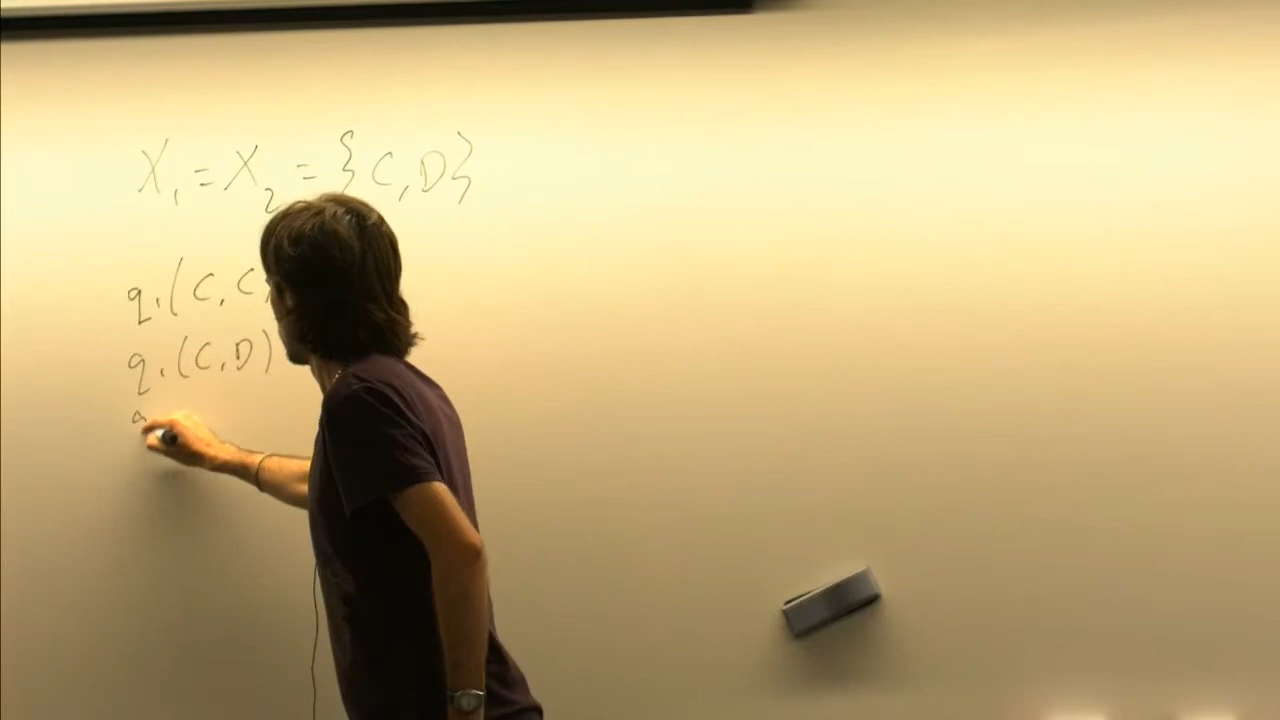 X₁ = X₂ = {C, D}
q₁(C, C
q₁(C, D)